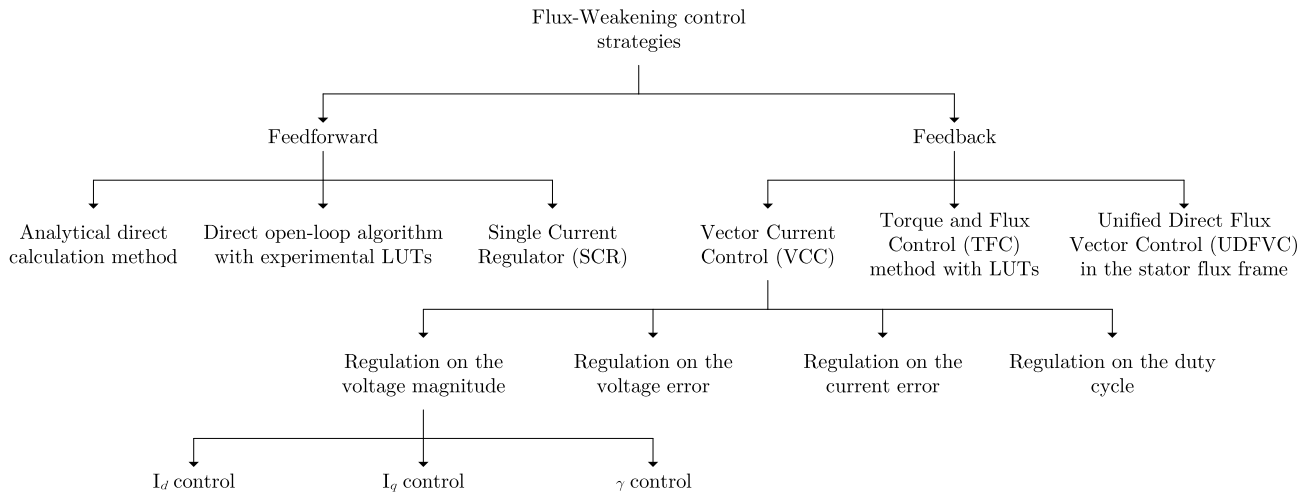 Flux-Weakening control
strategies
Feedforward
Feedback
Analytical direct
calculation method
Direct open-loop algorithm
with experimental LUTs
Single Current
Regulator (SCR)
Vector Current
Control (VCC)
Torque and Flux
Control (TFC)
method with LUTs
Unified Direct Flux
Vector Control (UDFVC)
in the stator flux frame
Regulation on the
voltage magnitude
Regulation on the
voltage error
Regulation on the
current error
Regulation on the duty
cycle
I_d control
I_q control
γ control